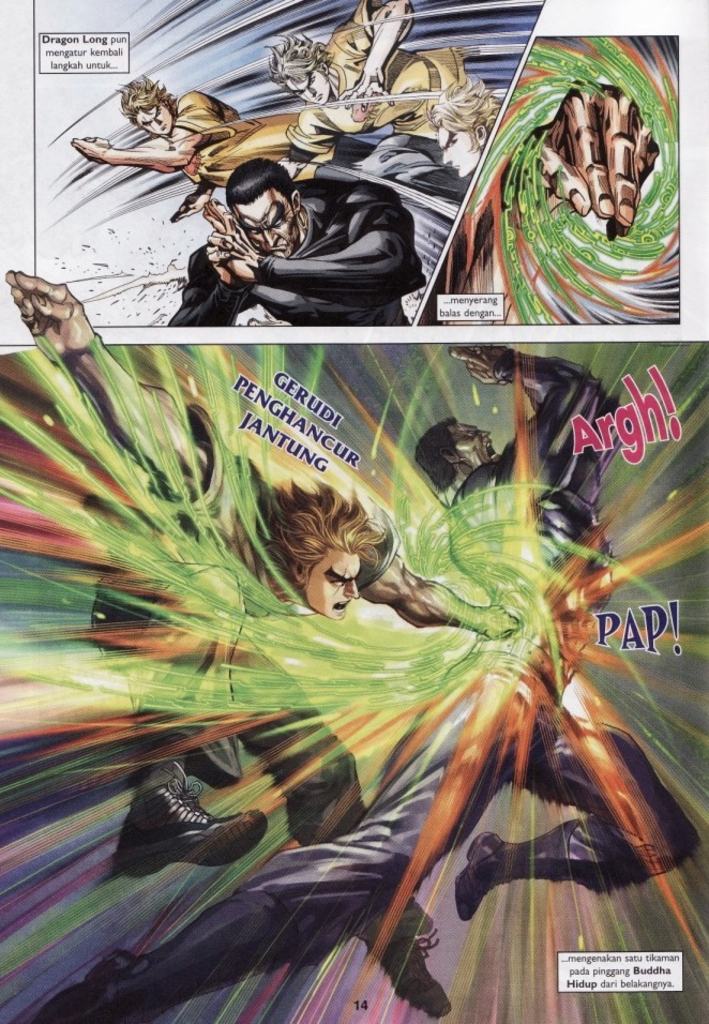 Dragon Long pun
mengatur kembali
langkah untuk...
...menyerang
balas dengan...
GERUDI
PENGHANCUR
JANTUNG
Argh!
PAP!
...mengenakan satu tikaman
pada pinggang Buddha
Hidup dari belakangnya.
14